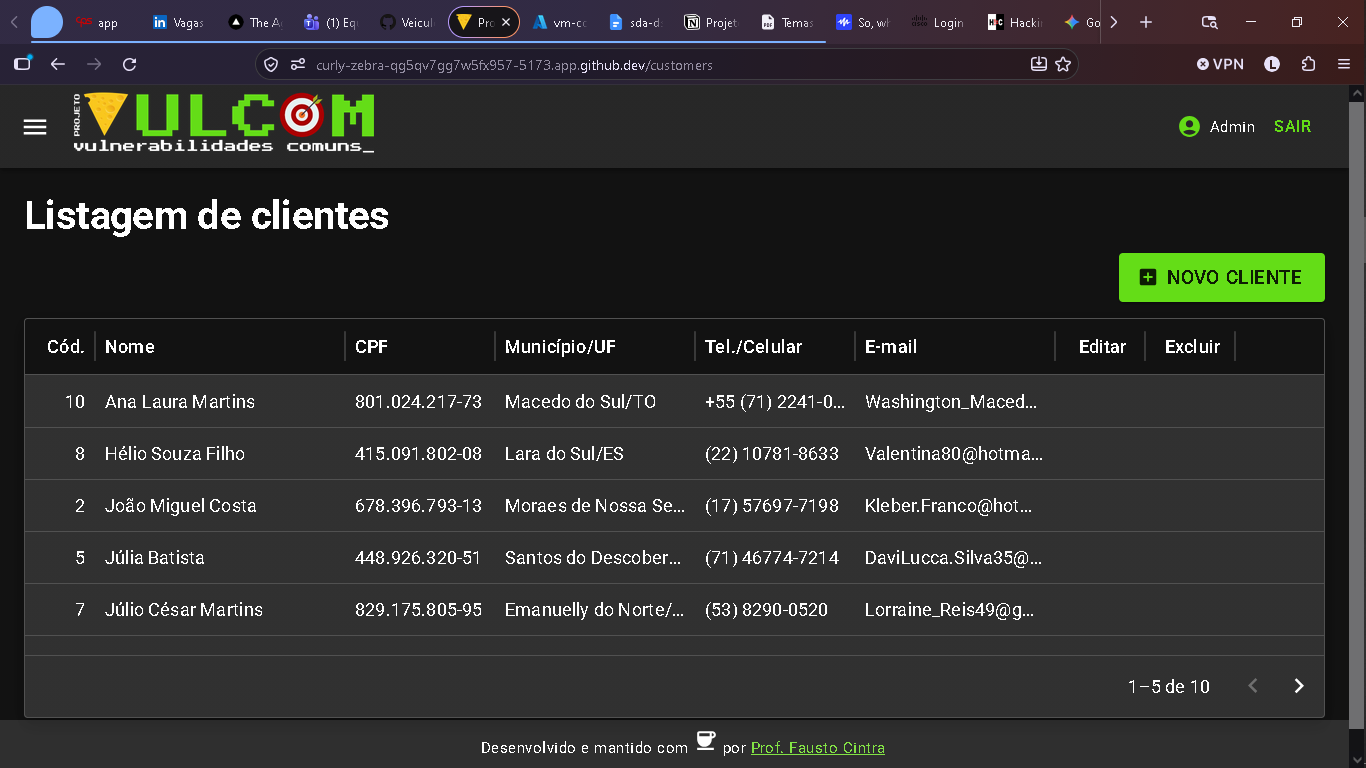 app
Vagas
The A
(1) Eq
Veicul
Pro
vm-c
sda-d
Projet
Temas
So, wh
Login
Hacki
Go
curly-zebra-qg5qv7gg7w5fx957-5173.app.github.dev/customers
VPN
L
PROJETO
VULCOM
vulnerabilidades comuns_
Admin
SAIR
Listagem de clientes
NOVO CLIENTE
Cód. Nome CPF Município/UF Tel./Celular E-mail Editar Excluir
10 Ana Laura Martins 801.024.217-73 Macedo do Sul/TO +55 (71) 2241-0... Washington_Maced...
8 Hélio Souza Filho 415.091.802-08 Lara do Sul/ES (22) 10781-8633 Valentina80@hotma...
2 João Miguel Costa 678.396.793-13 Moraes de Nossa Se... (17) 57697-7198 Kleber.Franco@hot...
5 Júlia Batista 448.926.320-51 Santos do Descober... (71) 46774-7214 DaviLucca.Silva35@...
7 Júlio César Martins 829.175.805-95 Emanuelly do Norte/... (53) 8290-0520 Lorraine_Reis49@g...
1–5 de 10
Desenvolvido e mantido com por Prof. Fausto Cintra